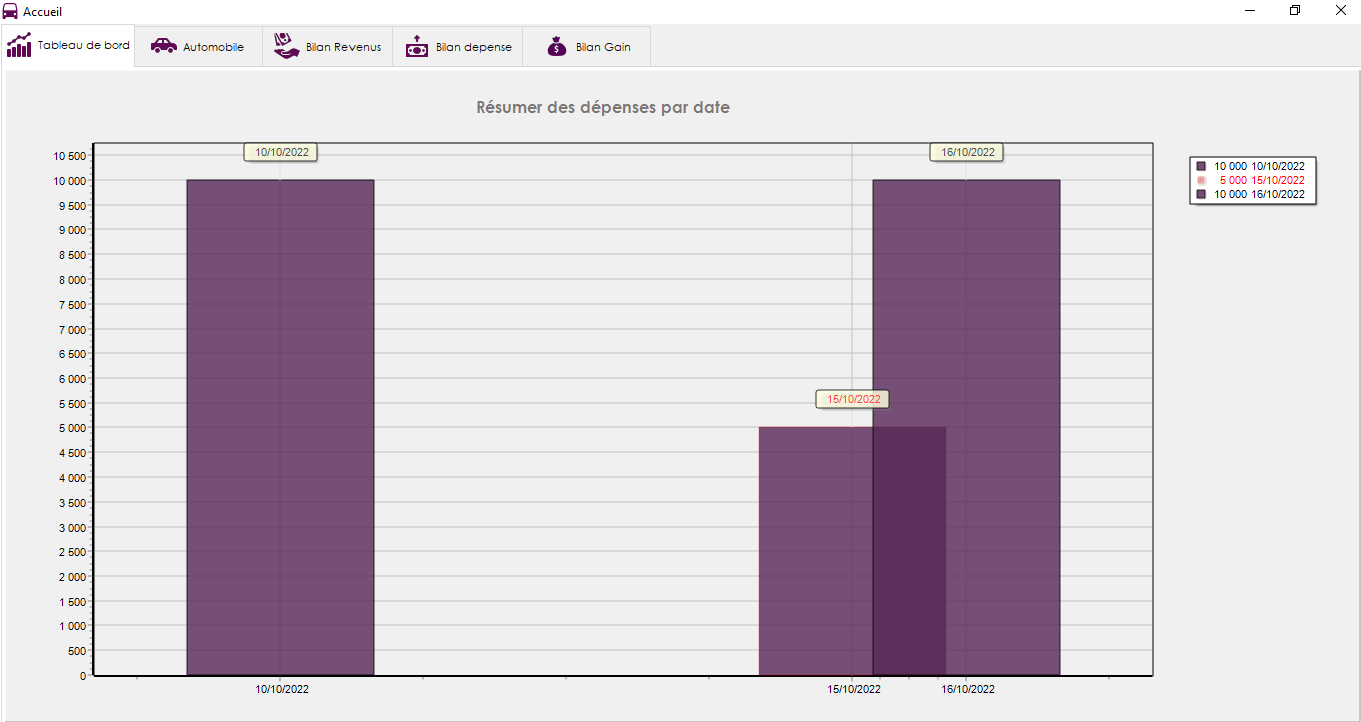 Accueil
Tableau de bord
Automobile
Bilan Revenus
Bilan depense
Bilan Gain
Résumer des dépenses par date
10 500
10 000
9 500
9 000
8 500
8 000
7 500
7 000
6 500
6 000
5 500
5 000
4 500
4 000
3 500
3 000
2 500
2 000
1 500
1 000
500
0
10/10/2022
15/10/2022
16/10/2022
10/10/2022
15/10/2022
16/10/2022
10 000 10/10/2022
5 000 15/10/2022
10 000 16/10/2022